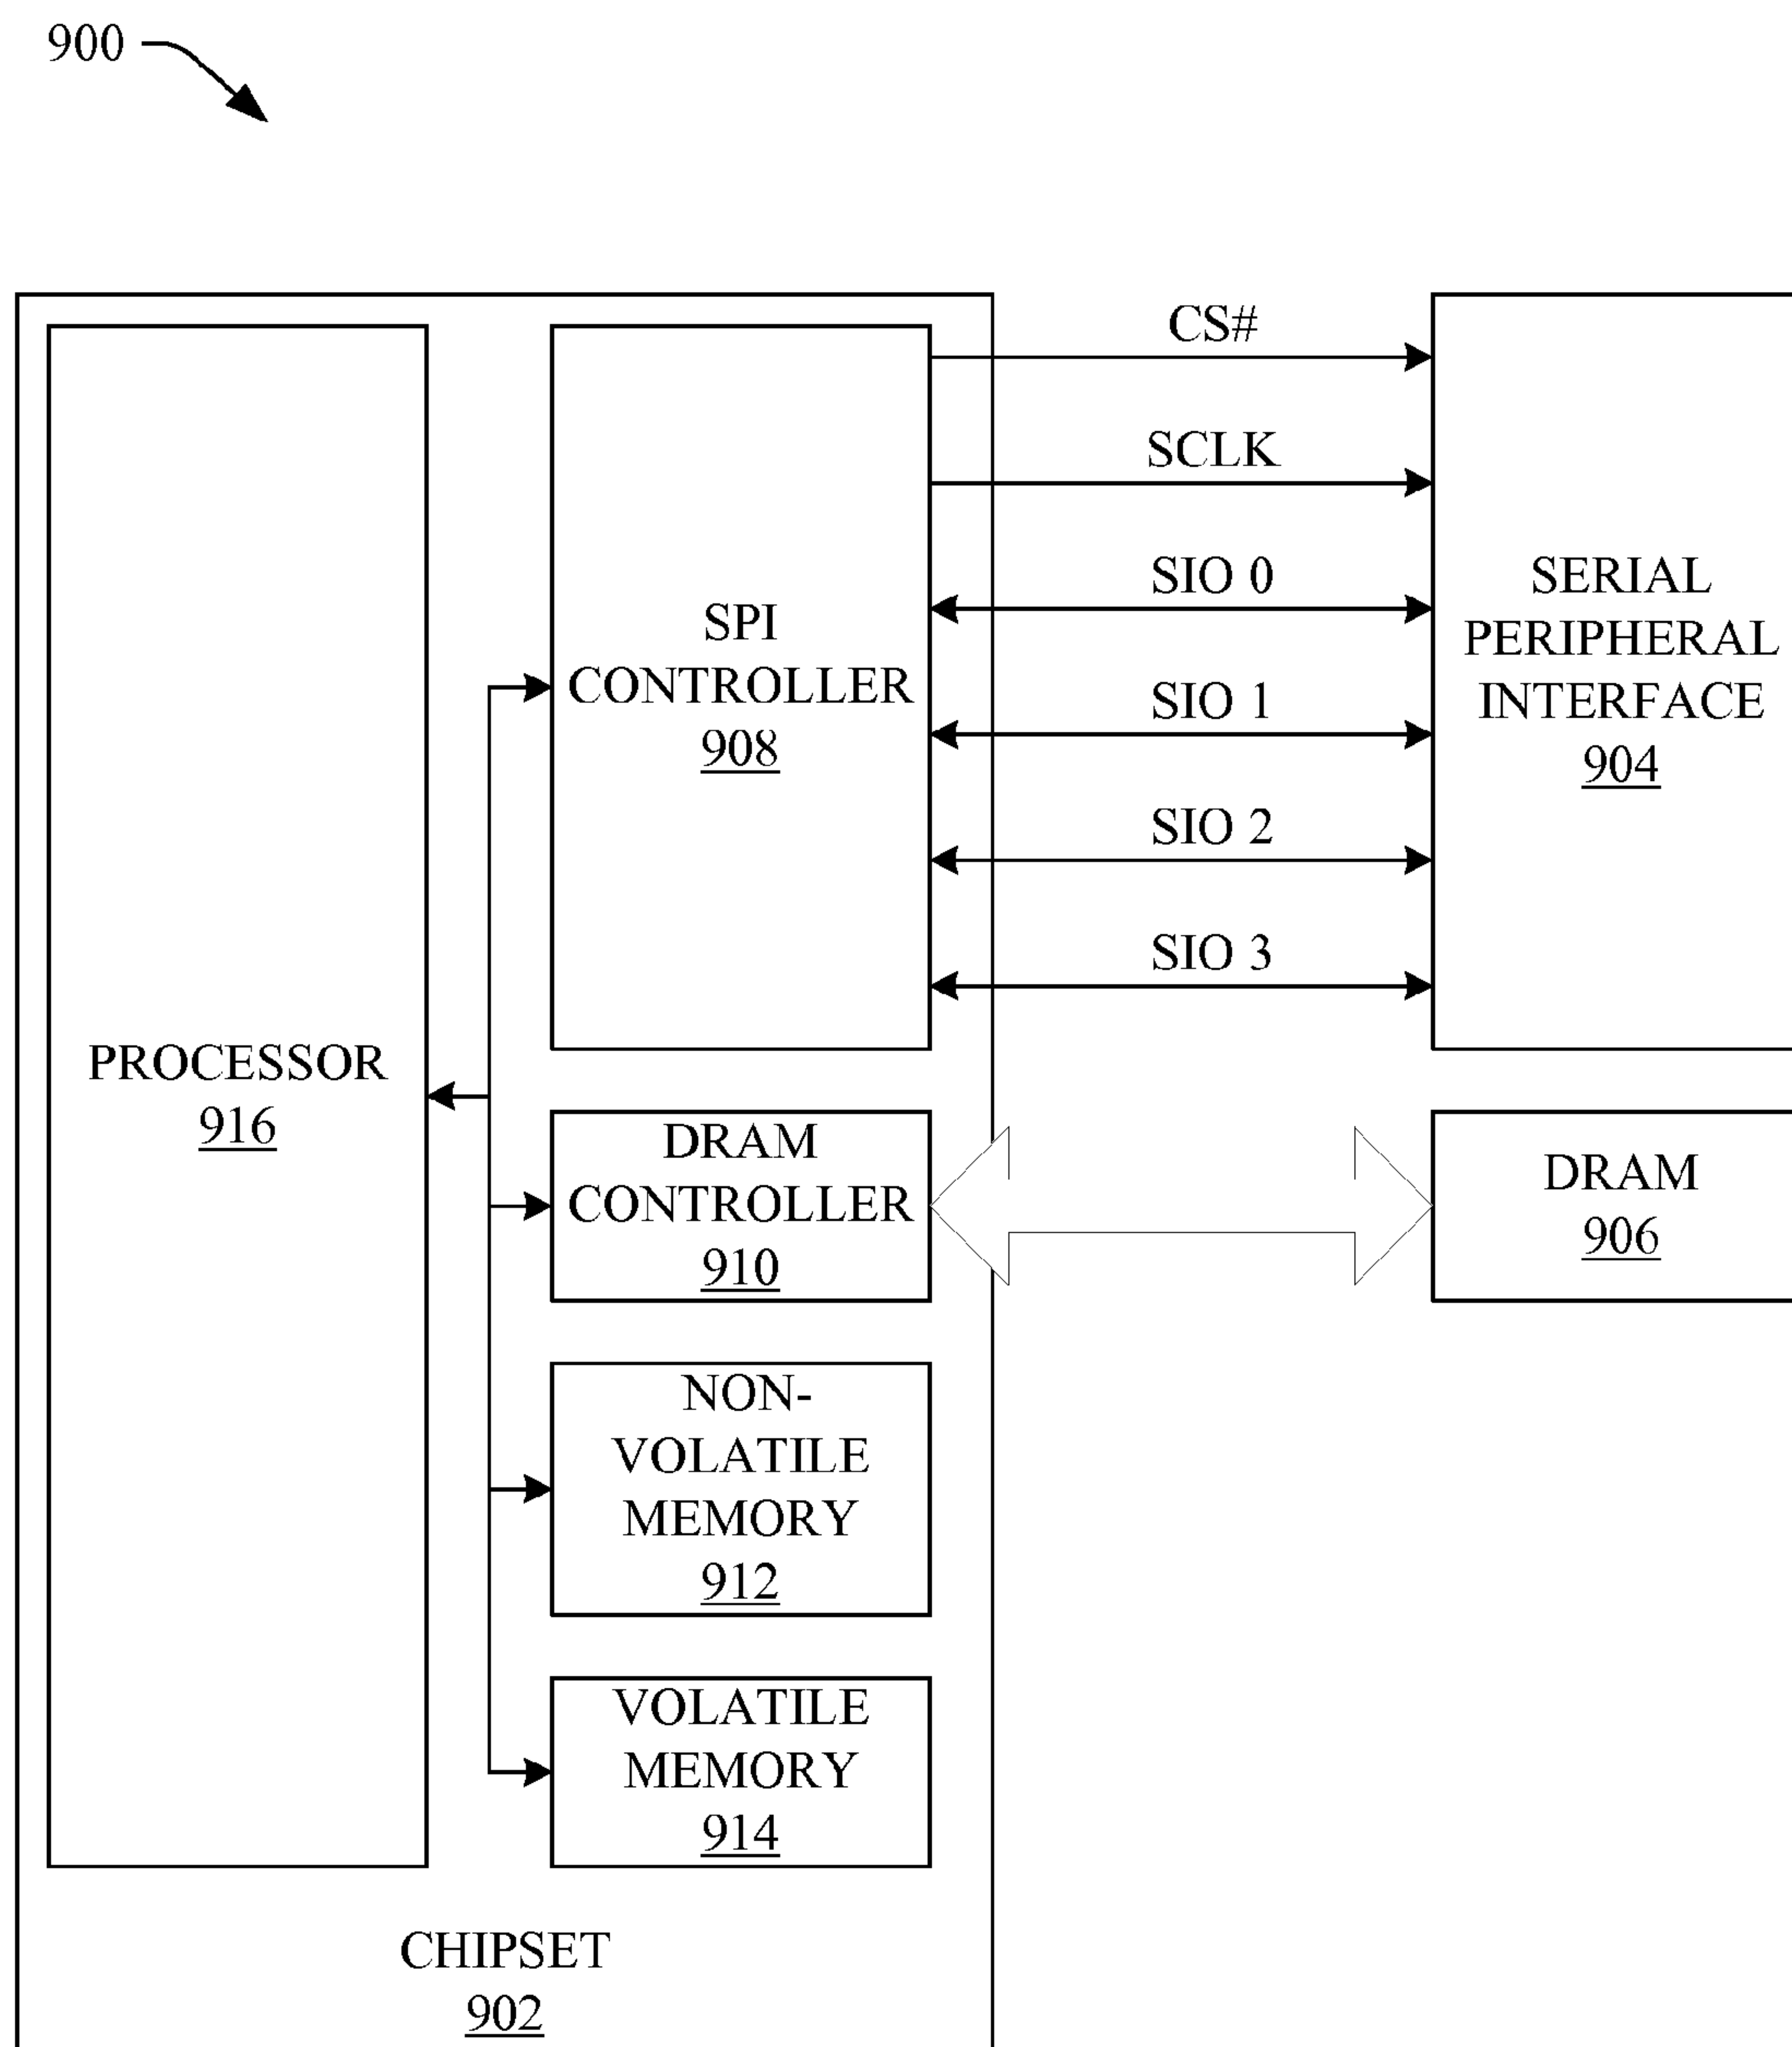 900
CS#
SCLK
SIO 0
SIO 1
SIO 2
SIO 3
SPI
CONTROLLER
908
SERIAL
PERIPHERAL
INTERFACE
904
PROCESSOR
916
DRAM
CONTROLLER
910
DRAM
906
NON-
VOLATILE
MEMORY
912
VOLATILE
MEMORY
914
CHIPSET
902